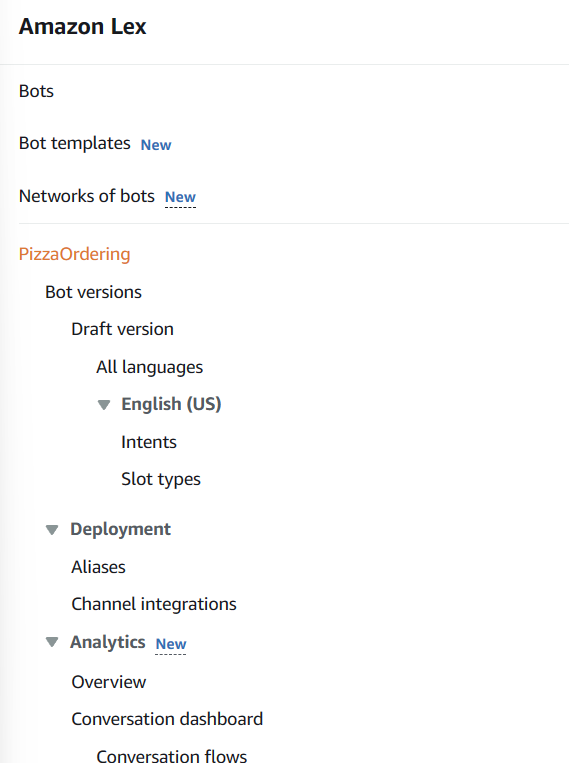 Amazon Lex
Bots
Bot templates New
Networks of bots New
PizzaOrdering
Bot versions
Draft version
All languages
English (US)
Intents
Slot types
Deployment
Aliases
Channel integrations
Analytics New
Overview
Conversation dashboard
Conversation flows